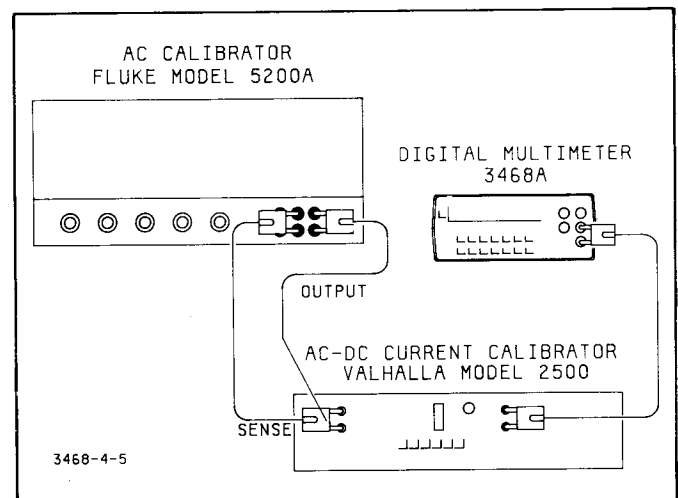 AC CALIBRATOR
FLUKE MODEL 5200A
DIGITAL MULTIMETER
3468A
OUTPUT
AC-DC CURRENT CALIBRATOR
VALHALLA MODEL 2500
SENSE
3468-4-5